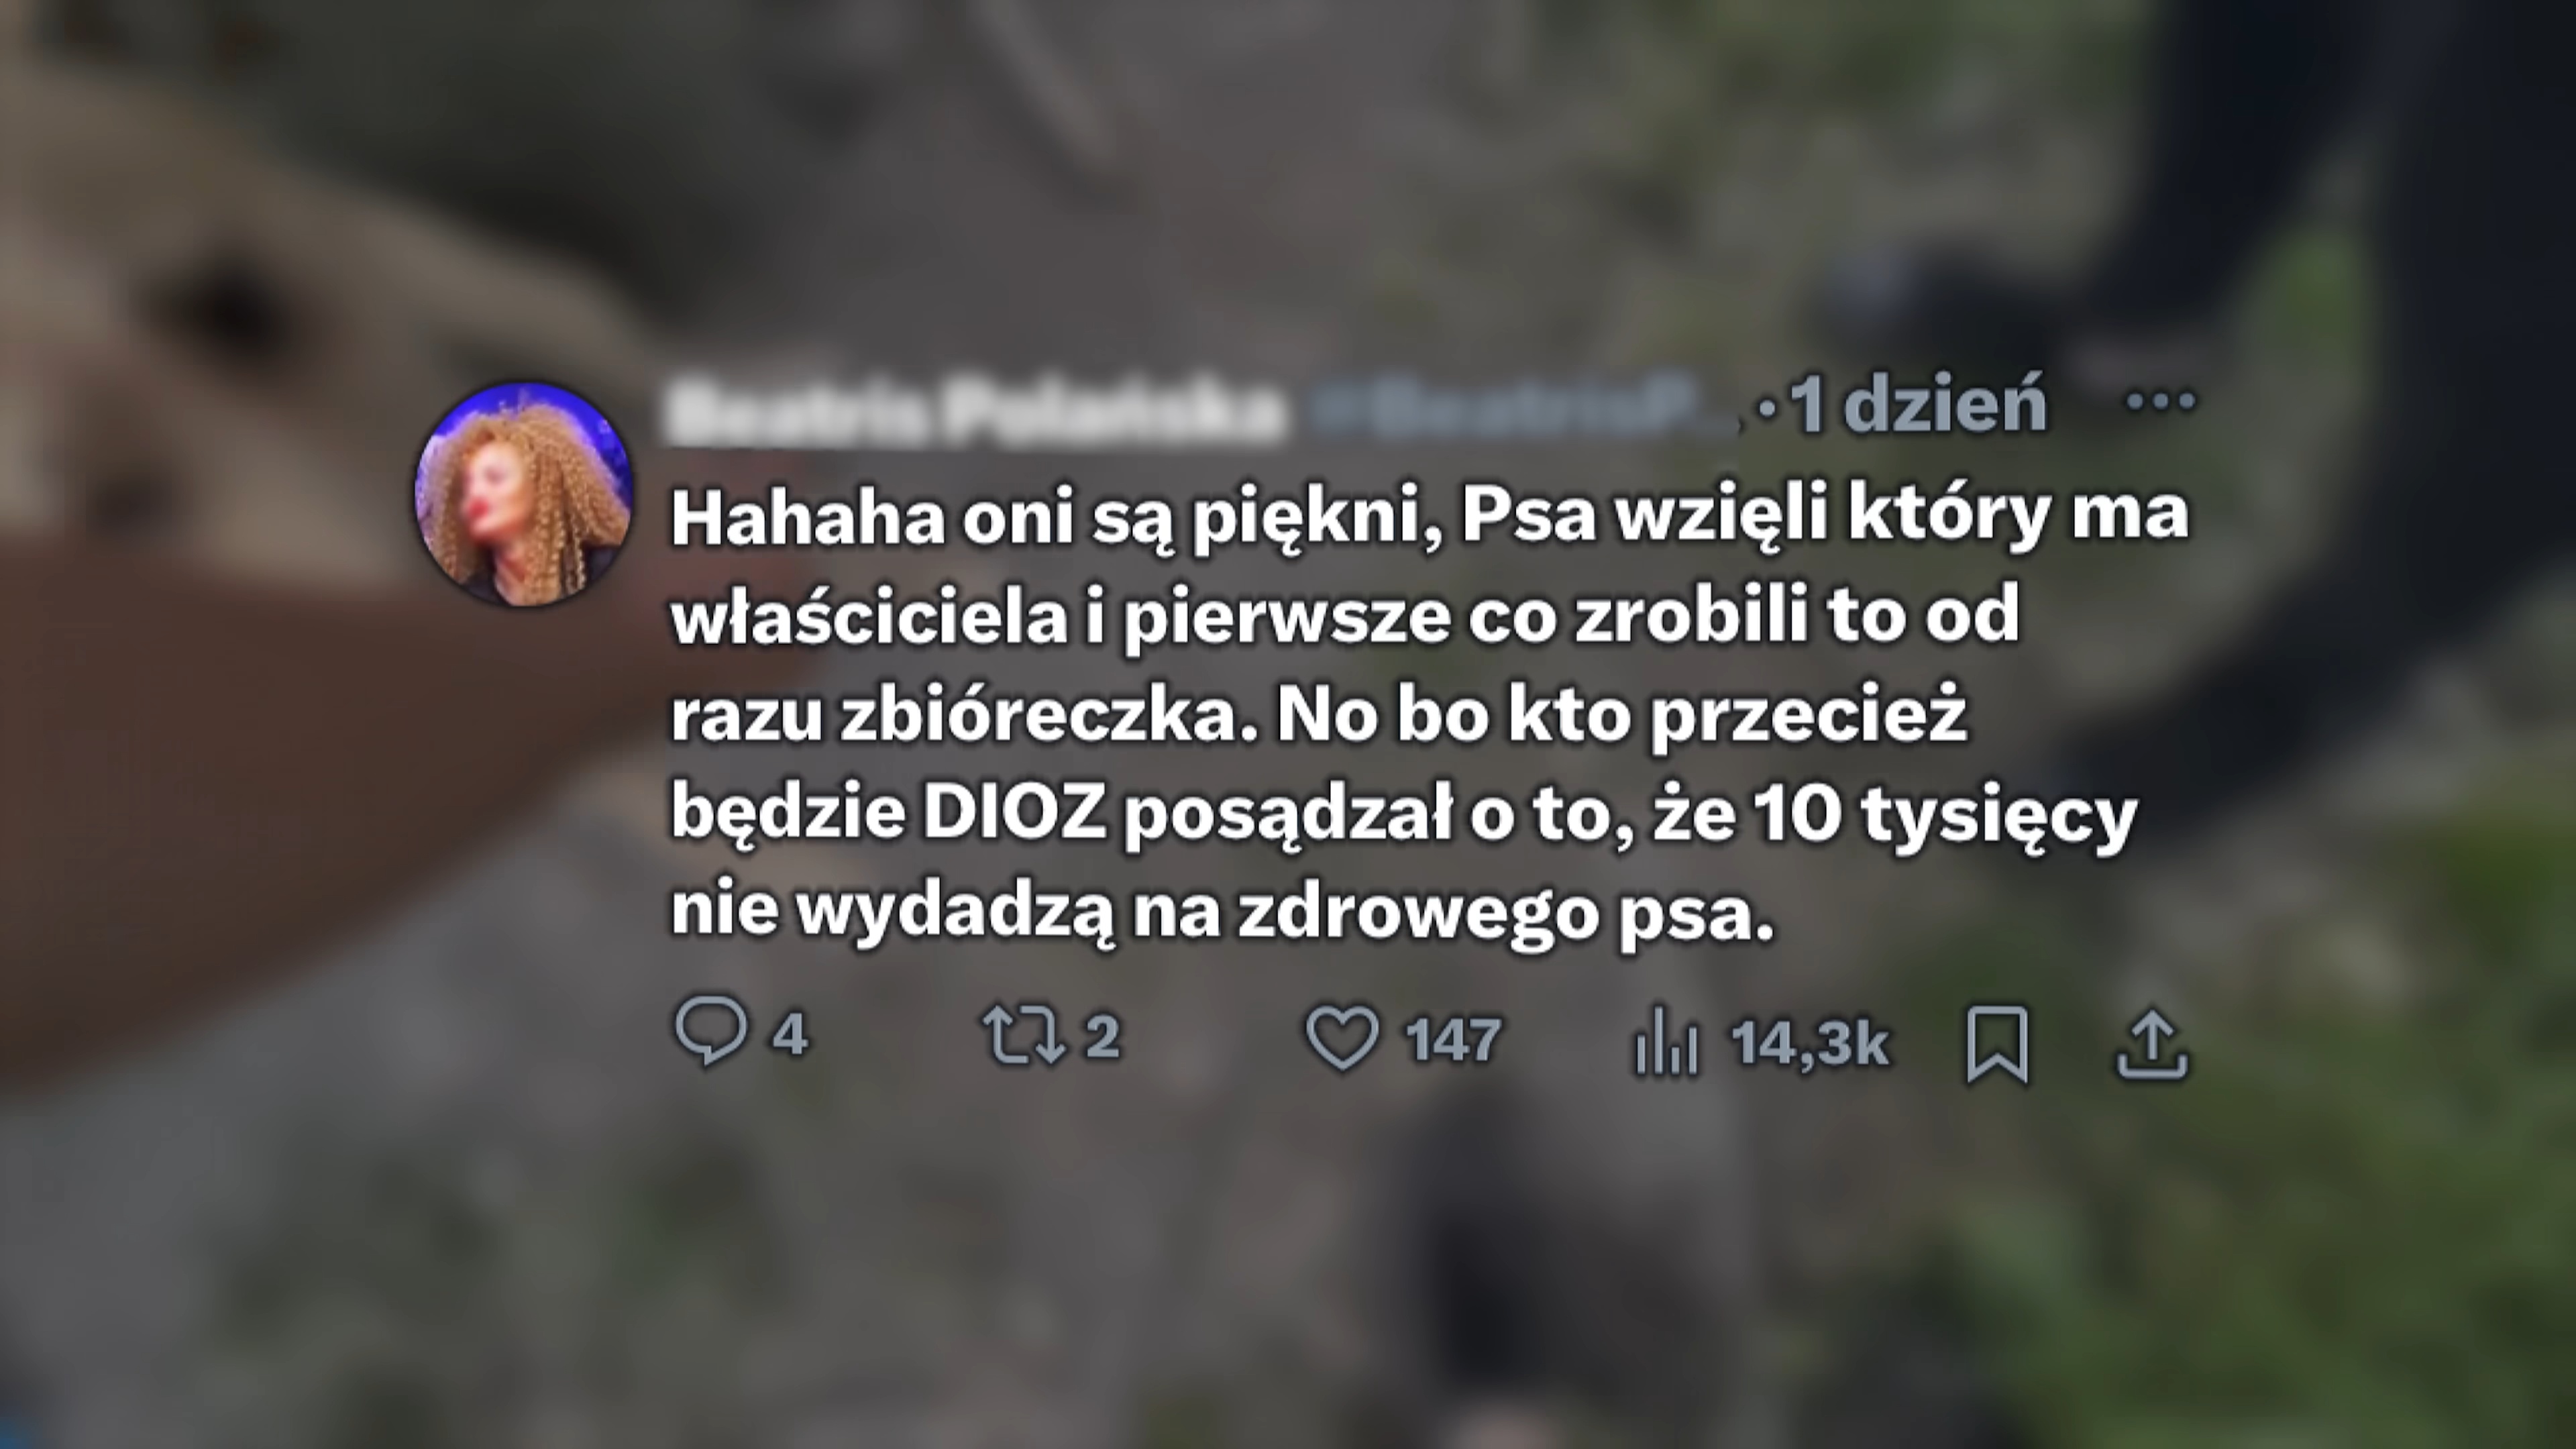 · 1 dzień ...
Hahaha oni są piękni, Psa wzięli który ma
właściciela i pierwsze co zrobili to od
razu zbióreczka. No bo kto przecież
będzie DIOZ posądzał o to, że 10 tysięcy
nie wydadzą na zdrowego psa.
4 2 147 14,3k